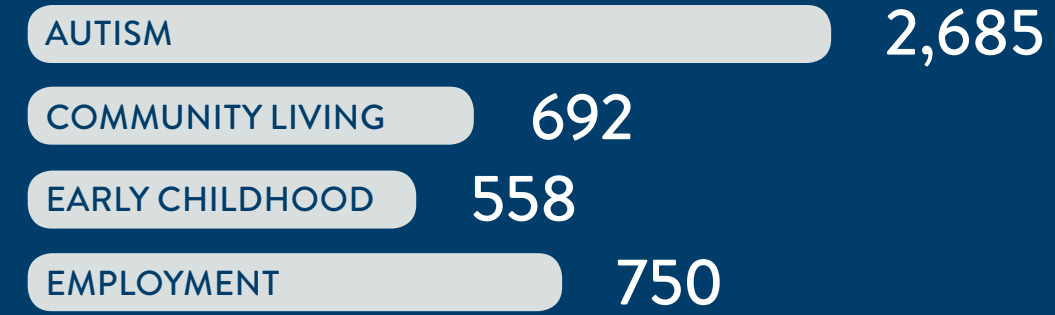 AUTISM 2,685
COMMUNITY LIVING 692
EARLY CHILDHOOD 558
EMPLOYMENT 750